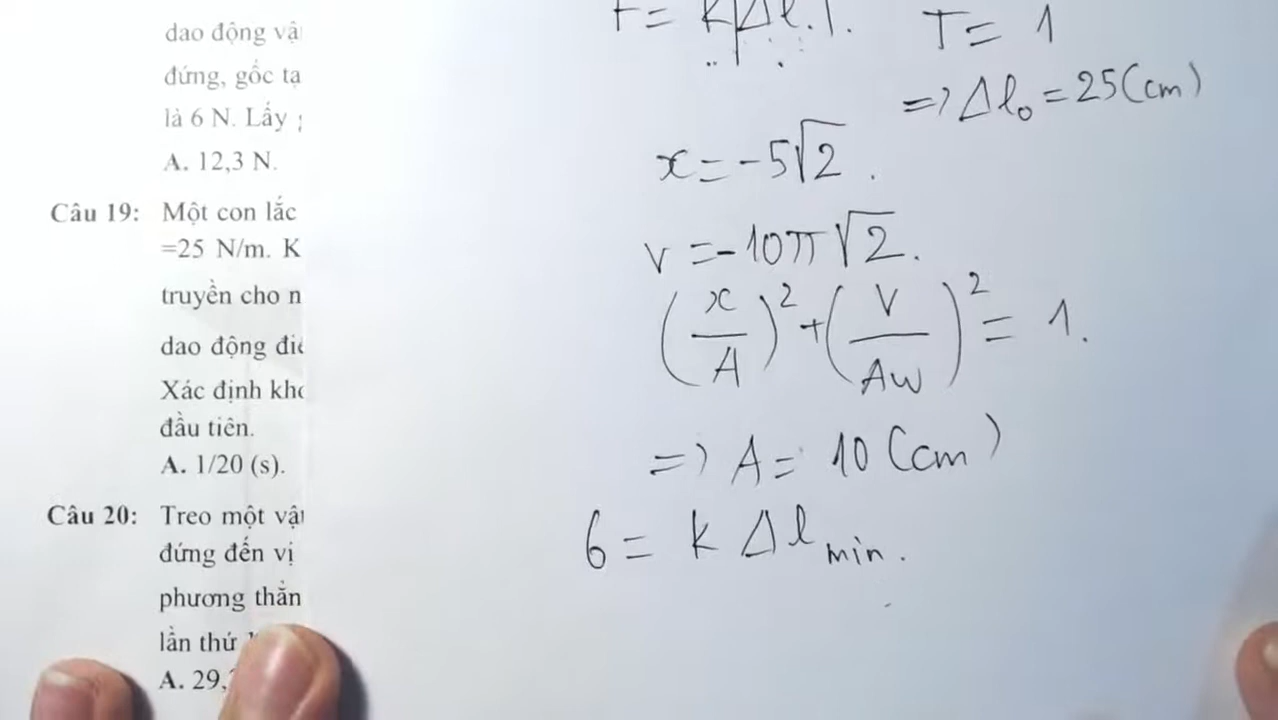 dao động vậ
đứng, gốc tạ
là 6 N. Lấy
A. 12,3 N.
Câu 19: Một con lắc
=25 N/m. K
truyền cho n
dao động điề
Xác định kho
đầu tiên.
A. 1/20 (s).
Câu 20: Treo một vật
đứng đến vị
phương thẳn
lần thứ
A. 29,
F = k|Δl.|.
T = 1
=> Δl₀ = 25 (cm)
x = -5√2.
v = -10π√2.
(x/A)² + (v/Aω)² = 1.
=> A = 10 (cm)
6 = k Δl min.